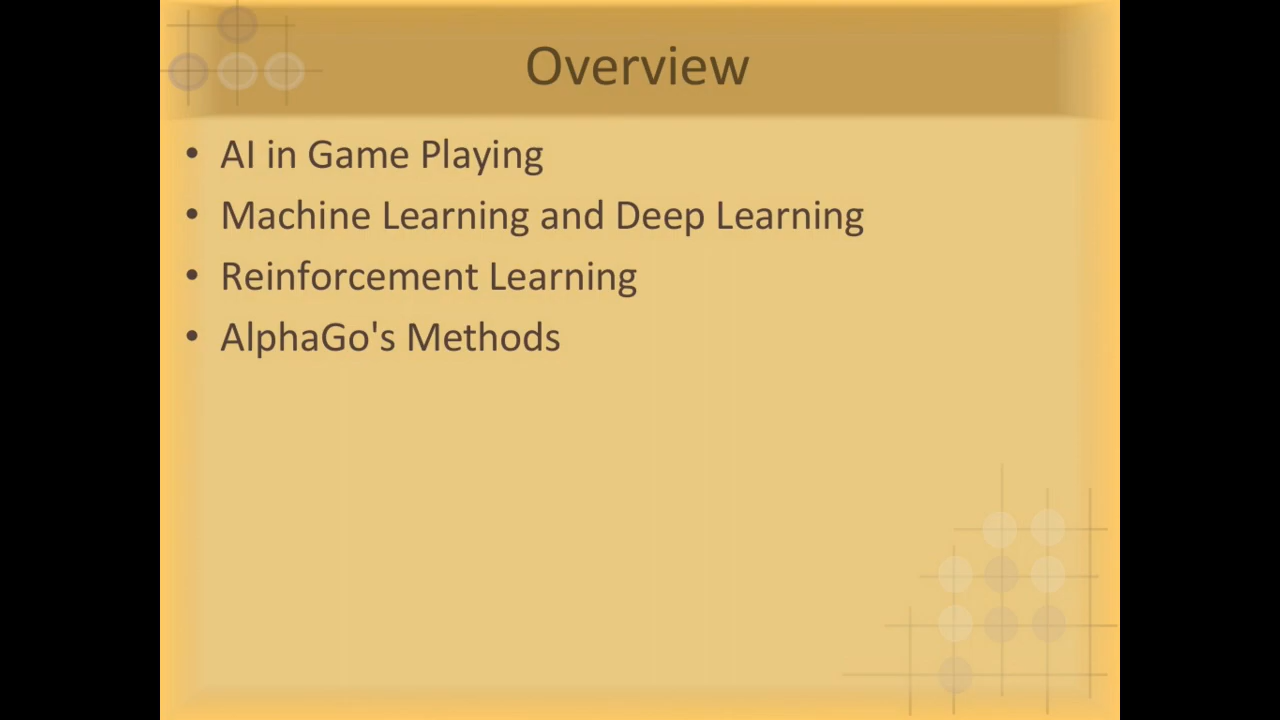 Overview
• AI in Game Playing
• Machine Learning and Deep Learning
• Reinforcement Learning
• AlphaGo's Methods